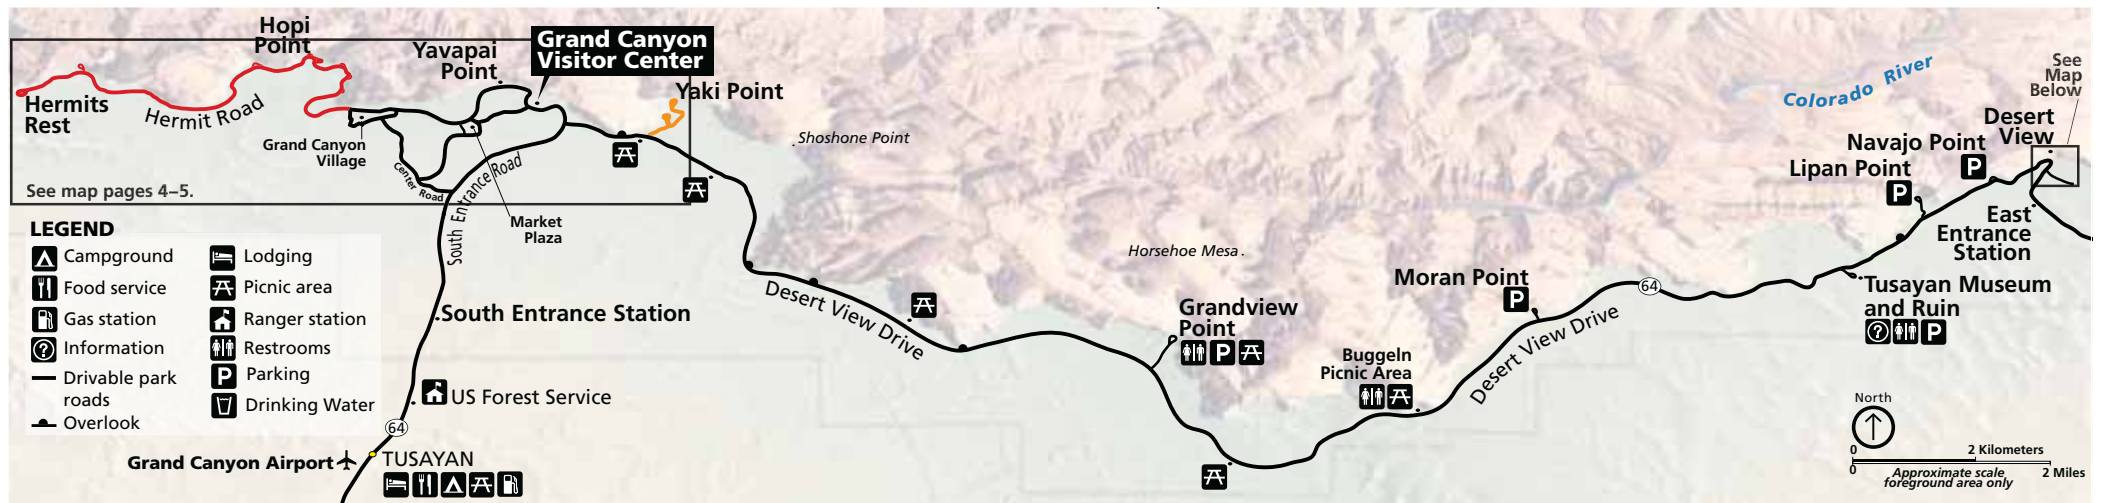 Hopi
Point
Yavapai
Point
Grand Canyon
Visitor Center
Yaki Point
Hermits
Rest
Hermit Road
Grand Canyon
Village
Center Road
South Entrance Road
Market
Plaza
See map pages 4–5.
Shoshone Point
Colorado River
See
Map
Below
Desert
View
Navajo Point
P
Lipan Point
P
East
Entrance
Station
Horsehoe Mesa
Moran Point
P
64
Tusayan Museum
and Ruin
? P
Grandview
Point
P
Desert View Drive
Buggeln
Picnic Area
Desert View Drive
South Entrance Station
US Forest Service
64
Grand Canyon Airport
TUSAYAN
LEGEND
Campground
Food service
Gas station
? Information
Drivable park
roads
Overlook
Lodging
Picnic area
Ranger station
Restrooms
P Parking
Drinking Water
North
0 2 Kilometers
0 2 Miles
Approximate scale
foreground area only